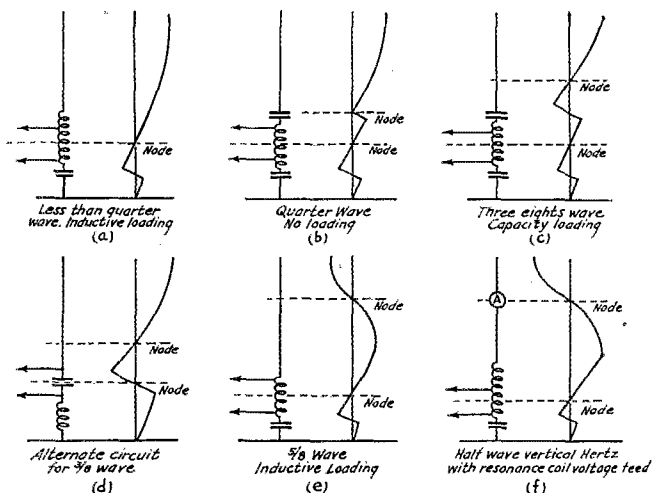 Node
Less than quarter
wave. Inductive loading
(a)
Node
Node
Quarter Wave
No loading
(b)
Node
Node
Three eights wave
Capacity loading
(c)
Node
Node
Alternate circuit
for 3/8 wave
(d)
Node
Node
5/8 Wave
Inductive Loading
(e)
A
Node
Node
Half wave vertical Hertz
with resonance coil voltage feed
(f)